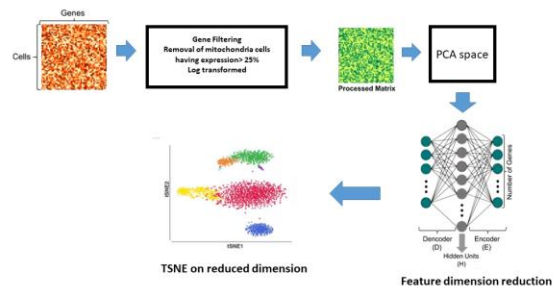 Genes
Cells
Gene Filtering
Removal of mitochondria cells
having expression> 25%
Log transformed
Processed Matrix
PCA space
Number of Genes
Dencoder
(D)
Encoder
(E)
Hidden Units
(H)
Feature dimension reduction
tSNE2
tSNE1
TSNE on reduced dimension